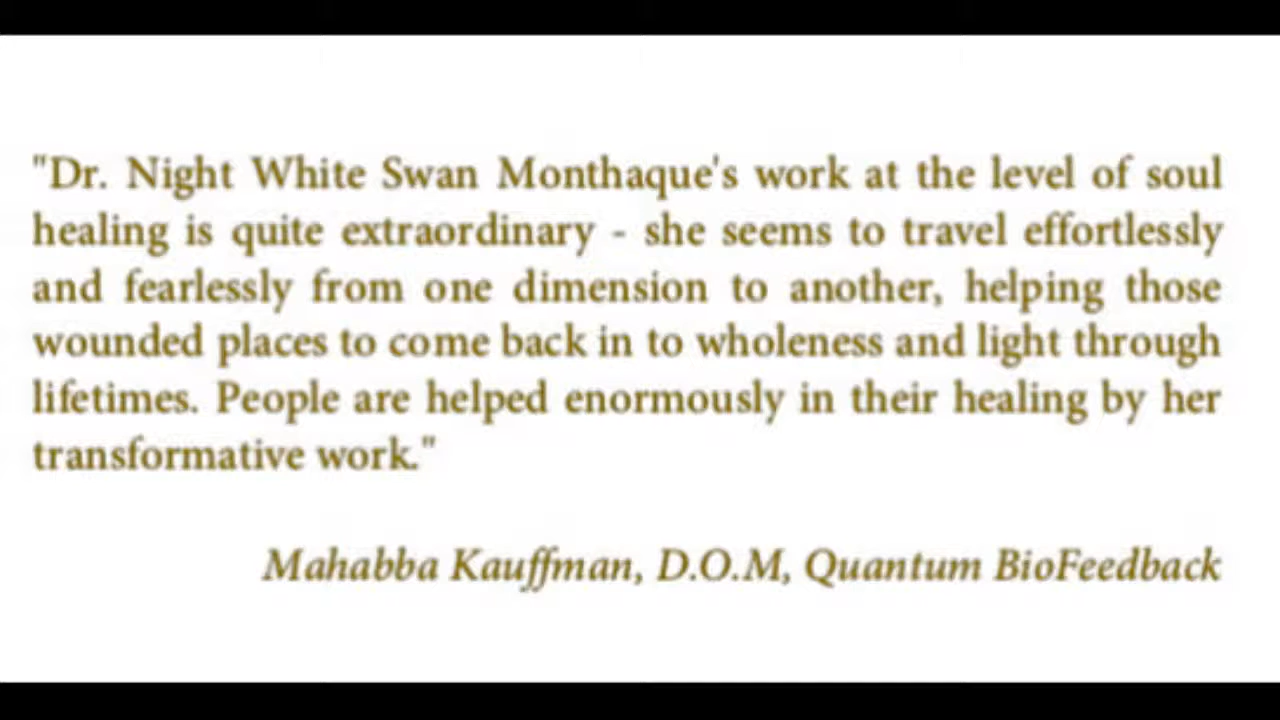 "Dr. Night White Swan Monthaque's work at the level of soul
healing is quite extraordinary - she seems to travel effortlessly
and fearlessly from one dimension to another, helping those
wounded places to come back in to wholeness and light through
lifetimes. People are helped enormously in their healing by her
transformative work."
Mahabba Kauffman, D.O.M, Quantum BioFeedback